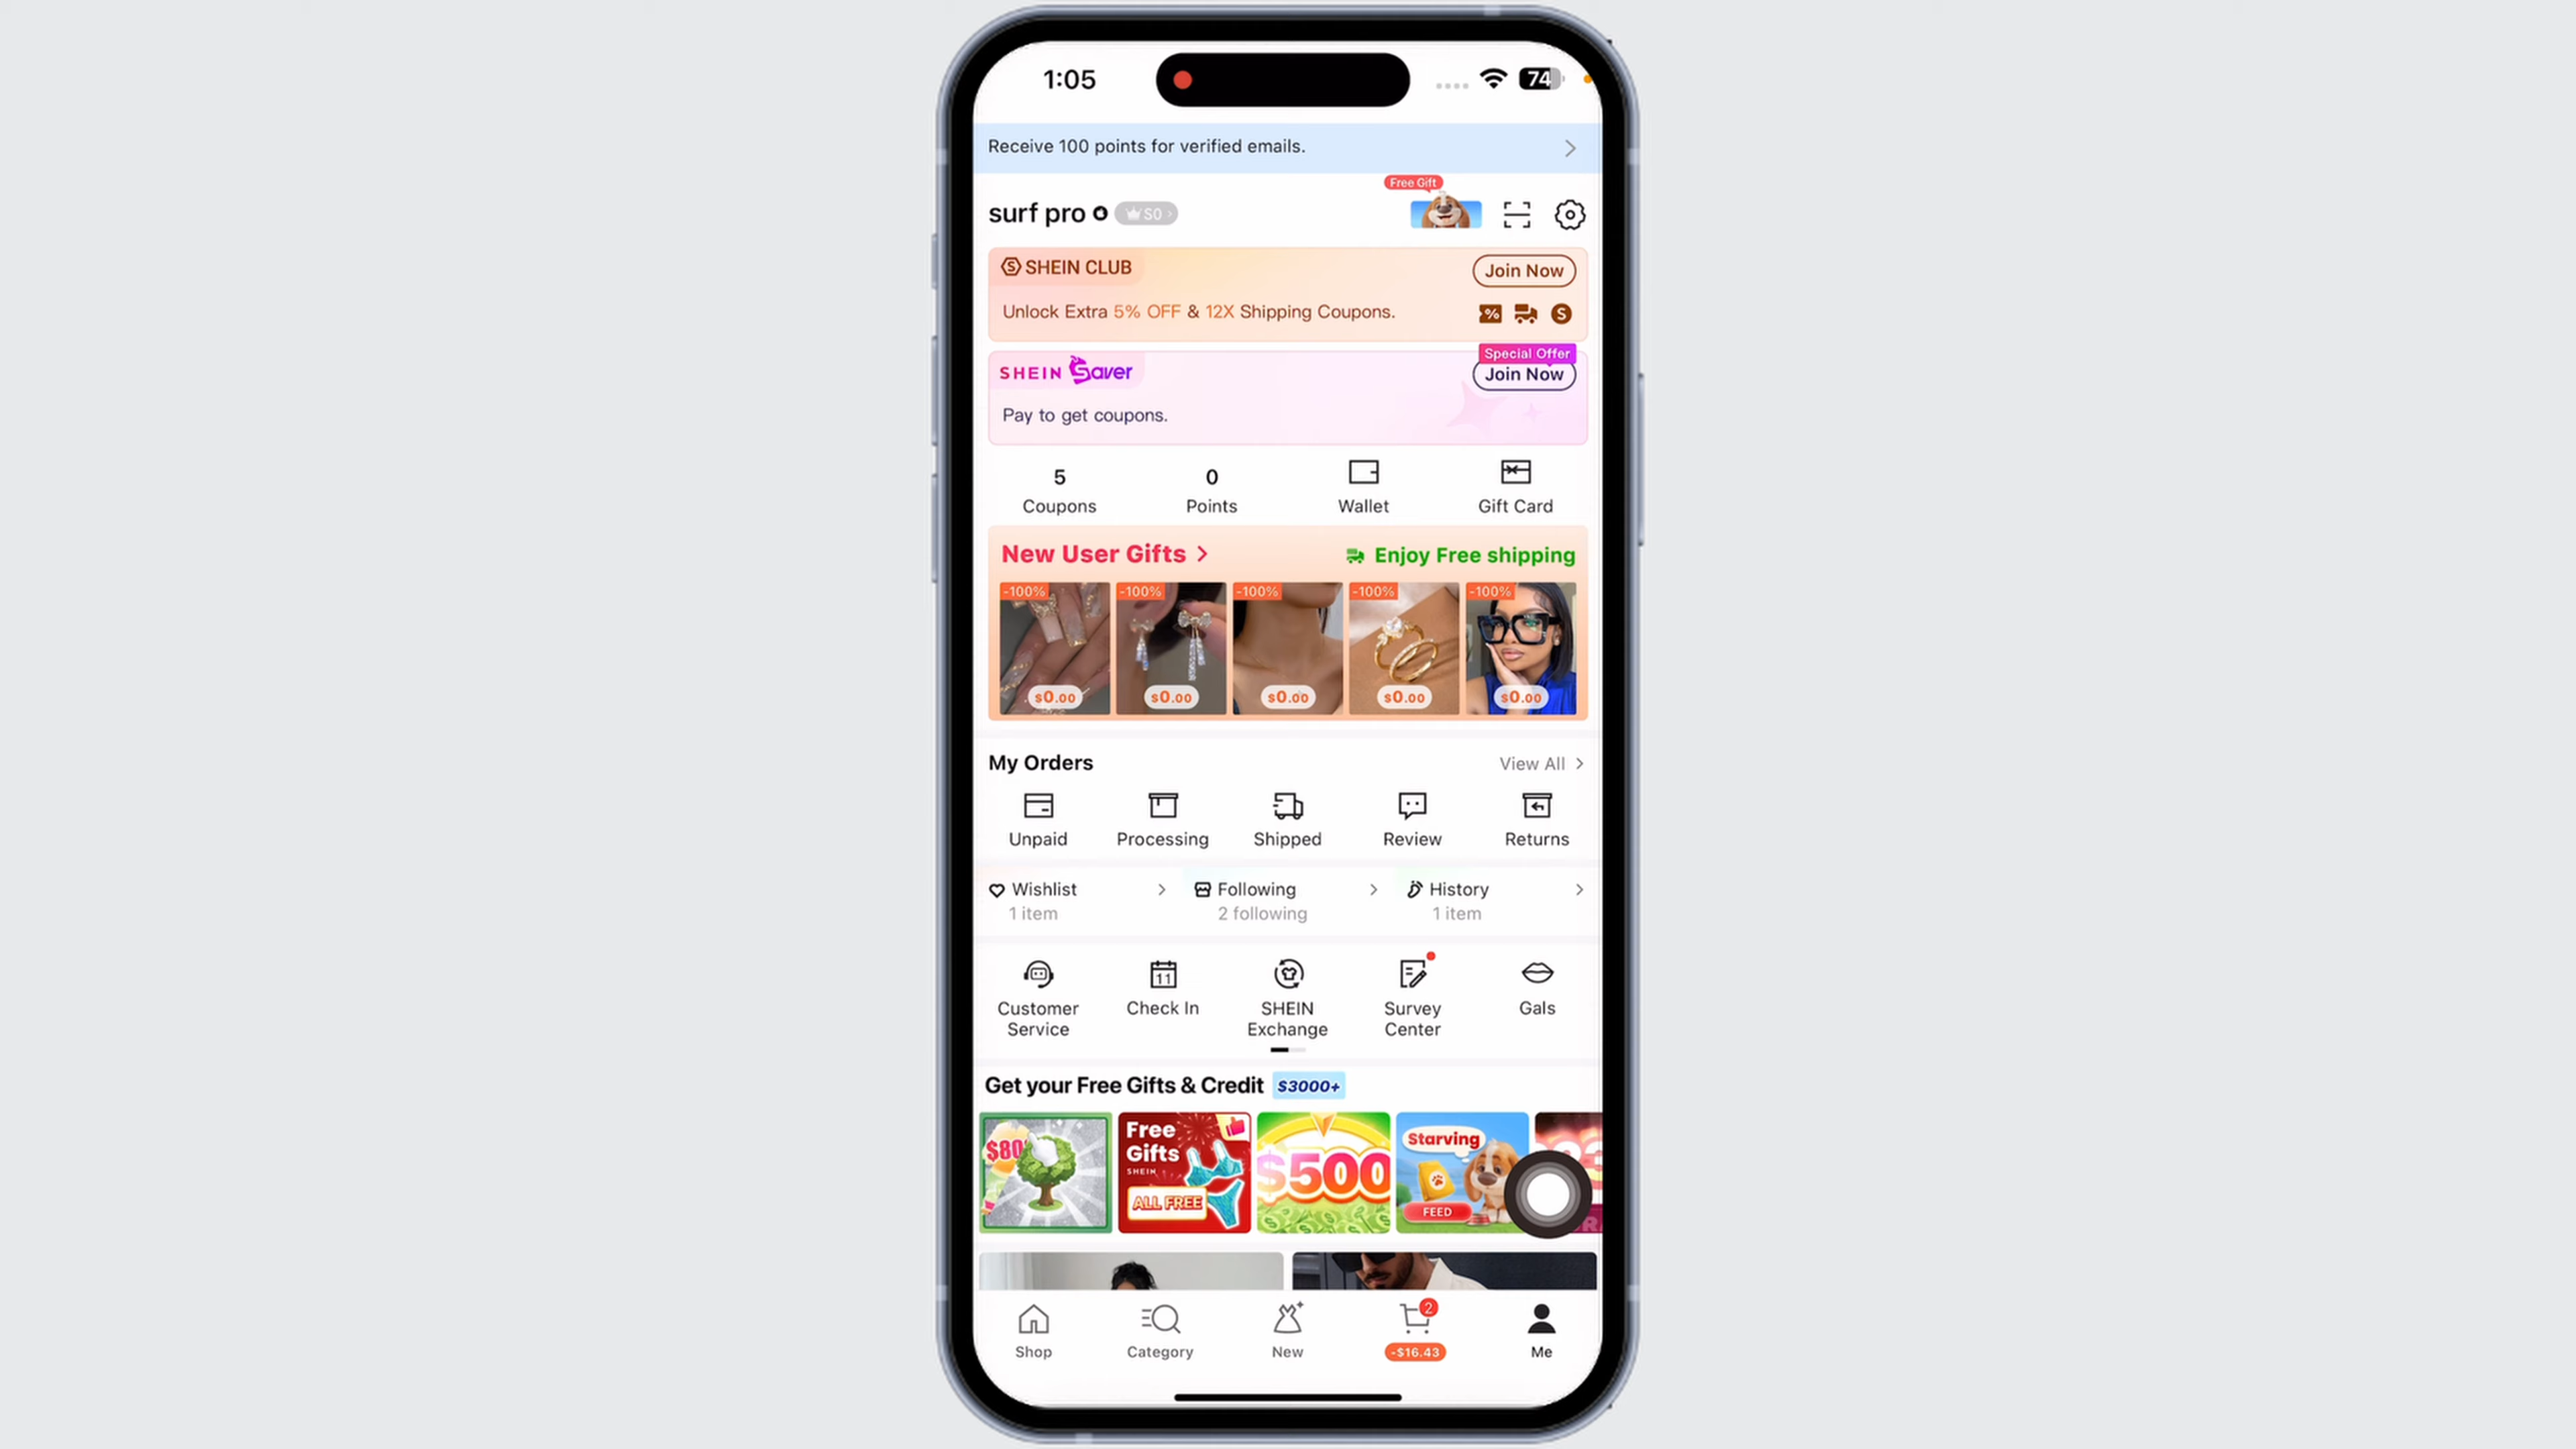 1:05
74
Receive 100 points for verified emails.
Free Gift
surf pro
S0
SHEIN CLUB
Join Now
Unlock Extra 5% OFF & 12X Shipping Coupons.
%
S
Special Offer
SHEIN Saver
Join Now
Pay to get coupons.
5
0
Coupons
Points
Wallet
Gift Card
New User Gifts
Enjoy Free shipping
-100%
-100%
-100%
-100%
-100%
$0.00
$0.00
$0.00
$0.00
$0.00
My Orders
View All
Unpaid
Processing
Shipped
Review
Returns
Wishlist
Following
History
1 item
2 following
1 item
11
Customer
Service
Check In
SHEIN
Exchange
Survey
Center
Gals
Get your Free Gifts & Credit $3000+
$80
Free
Gifts
SHEIN
ALL FREE
$500
Starving
FEED
2
-$16.43
Shop
Category
New
Me